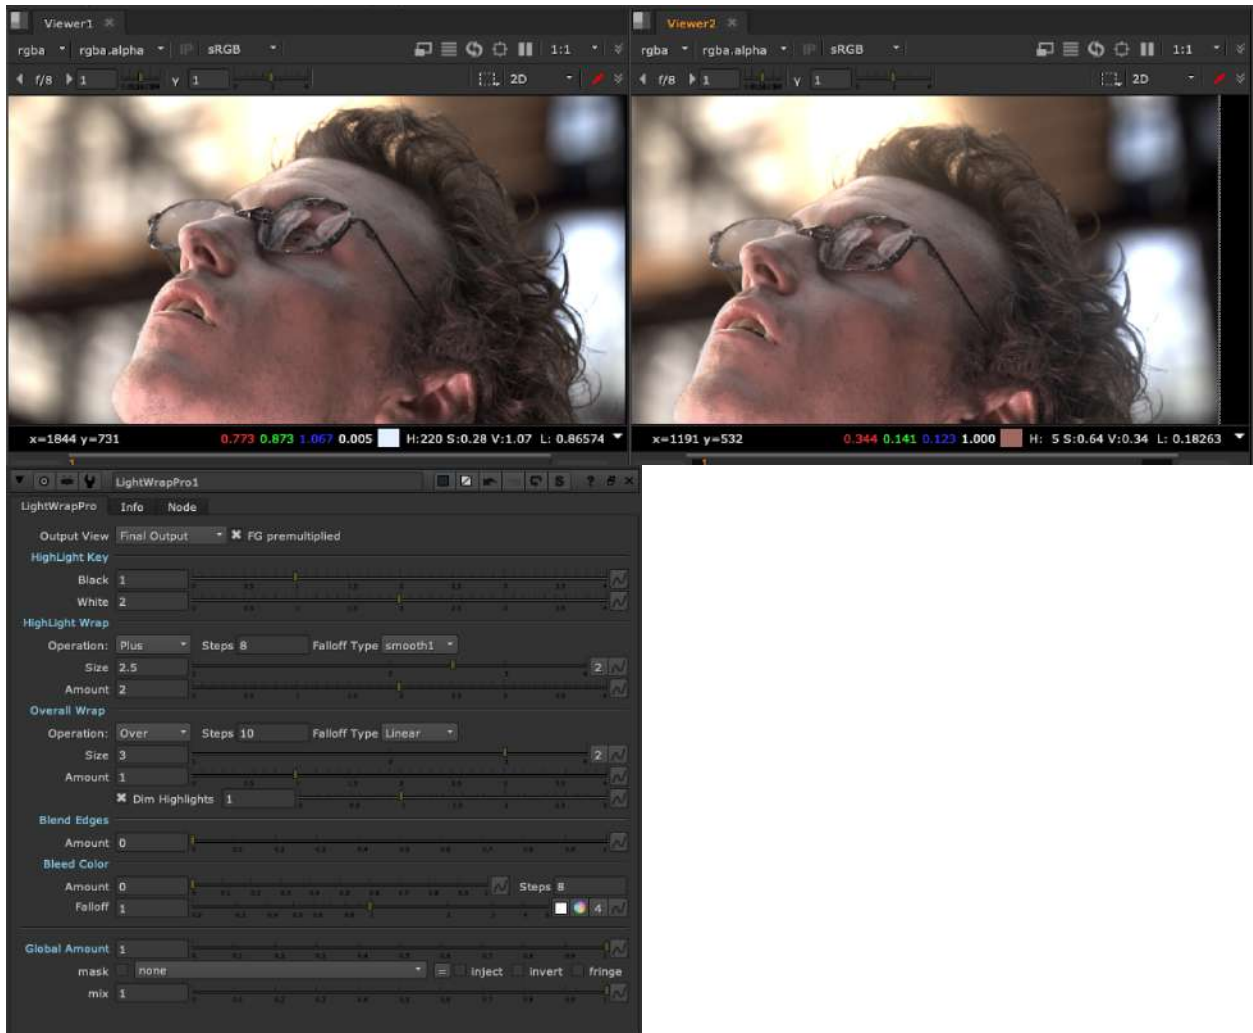 Viewer1
rgba rgba.alpha IP sRGB 1:1
f/8 1 y 1 2D
x=1844 y=731 0.773 0.873 1.067 0.005 H:220 S:0.28 V:1.07 L: 0.86574
1
Viewer2
rgba rgba.alpha IP sRGB 1:1
f/8 1 y 1 2D
x=1191 y=532 0.344 0.141 0.123 1.000 H: 5 S:0.64 V:0.34 L: 0.18263
1
LightWrapPro1 S ?
LightWrapPro Info Node
Output View Final Output FG premultiplied
HighLight Key
Black 1
White 2
HighLight Wrap
Operation: Plus Steps 8 Falloff Type smooth1
Size 2.5 2
Amount 2
Overall Wrap
Operation: Over Steps 10 Falloff Type Linear
Size 3 2
Amount 1
Dim Highlights 1
Blend Edges
Amount 0
Bleed Color
Amount 0 Steps 8
Falloff 1 4
Global Amount 1
mask none = inject invert fringe
mix 1